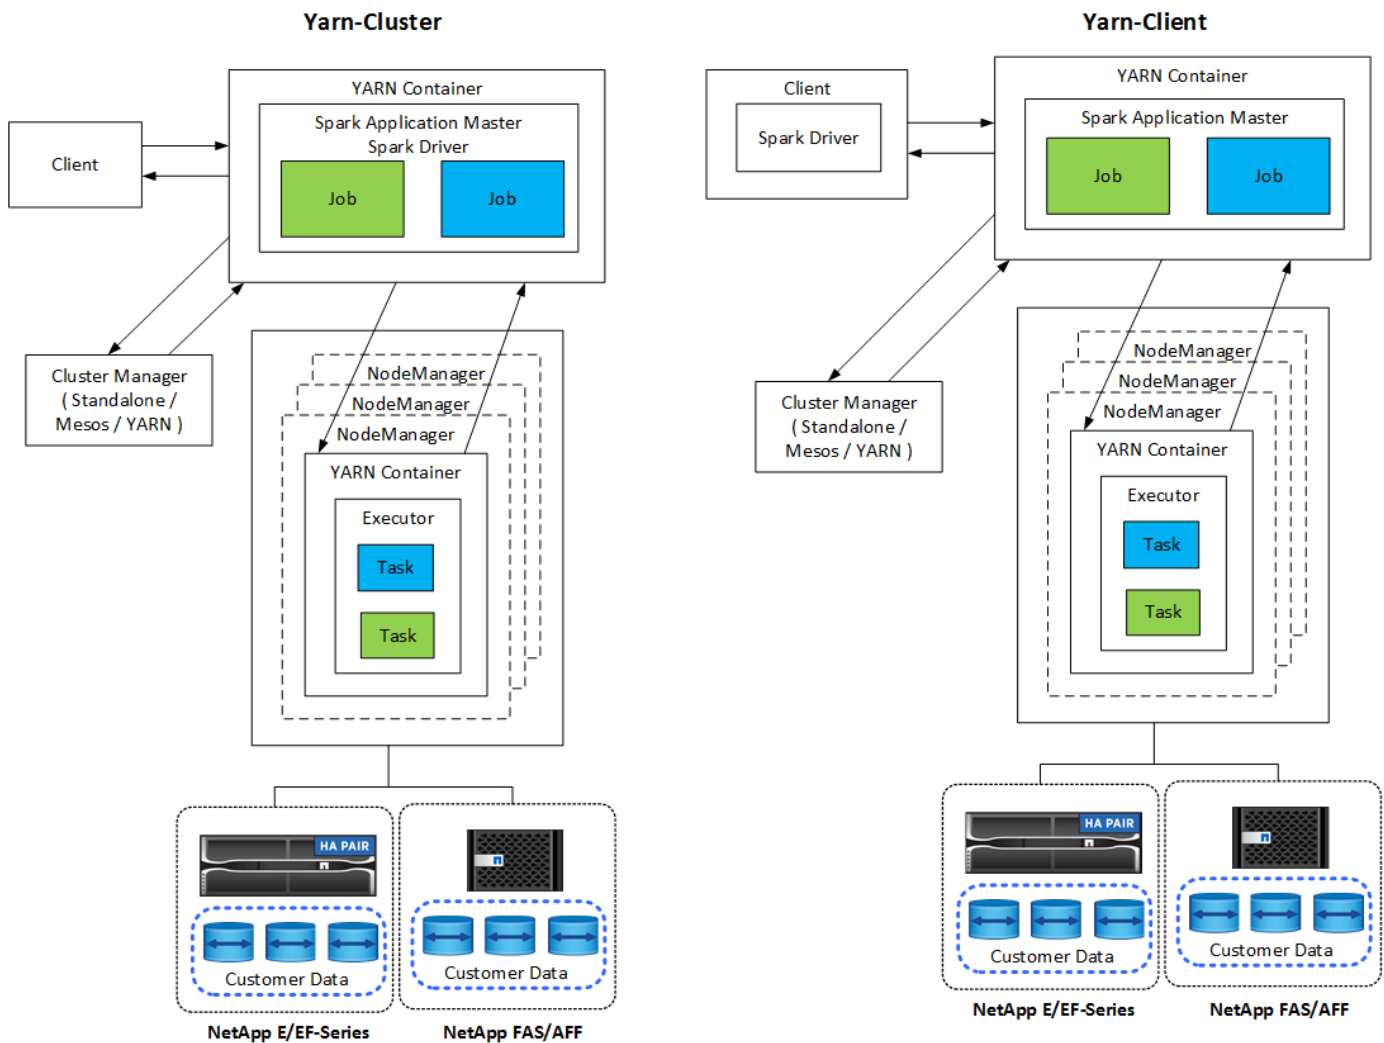 Yarn-Cluster
YARN Container
Spark Application Master
Spark Driver
Job
Job
Client
Cluster Manager
( Standalone /
Mesos / YARN )
NodeManager
NodeManager
NodeManager
YARN Container
Executor
Task
Task
HA PAIR
Customer Data
NetApp E/EF-Series
Customer Data
NetApp FAS/AFF
Yarn-Client
Client
Spark Driver
YARN Container
Spark Application Master
Job
Job
Cluster Manager
( Standalone /
Mesos / YARN )
NodeManager
NodeManager
NodeManager
YARN Container
Executor
Task
Task
HA PAIR
Customer Data
NetApp E/EF-Series
Customer Data
NetApp FAS/AFF